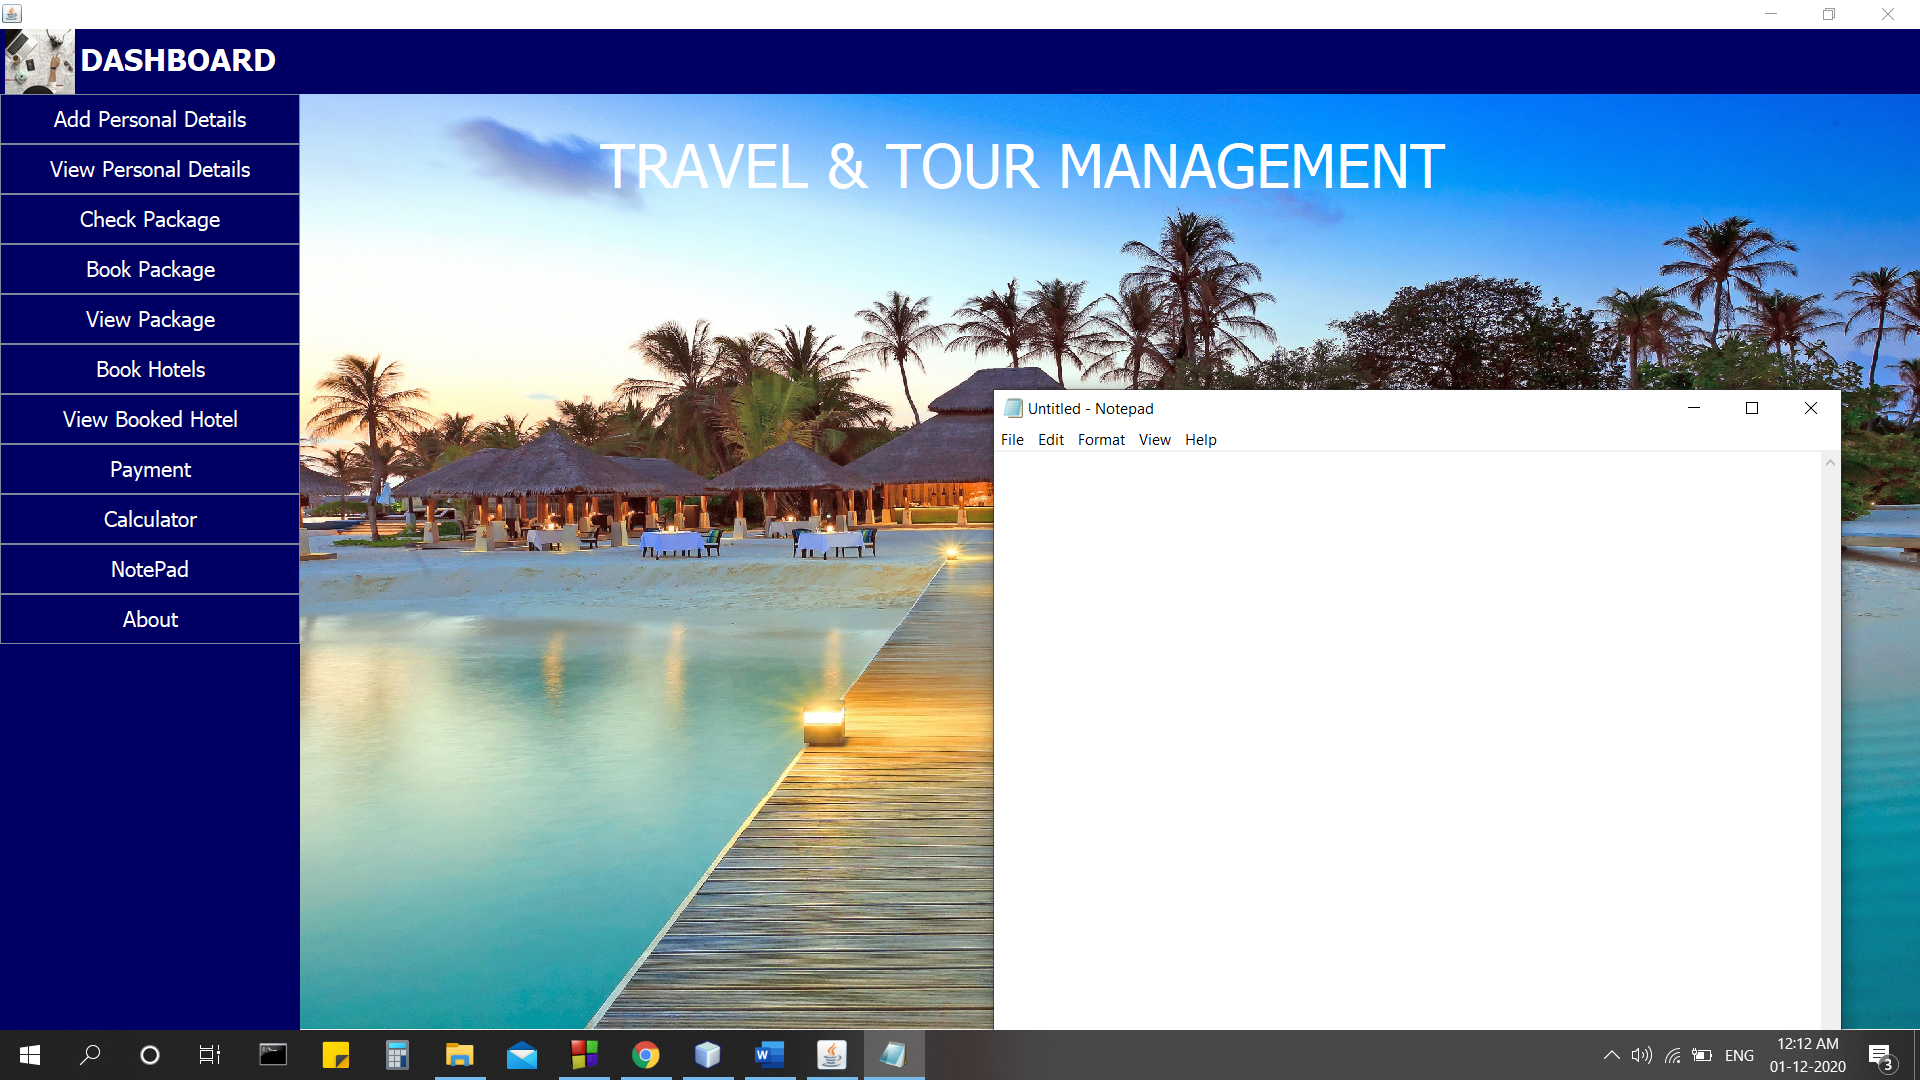 DASHBOARD
Add Personal Details
View Personal Details
Check Package
Book Package
View Package
Book Hotels
View Booked Hotel
Payment
Calculator
NotePad
About
TRAVEL & TOUR MANAGEMENT
Untitled - Notepad
File Edit Format View Help
W
ENG
12:12 AM
01-12-2020
3